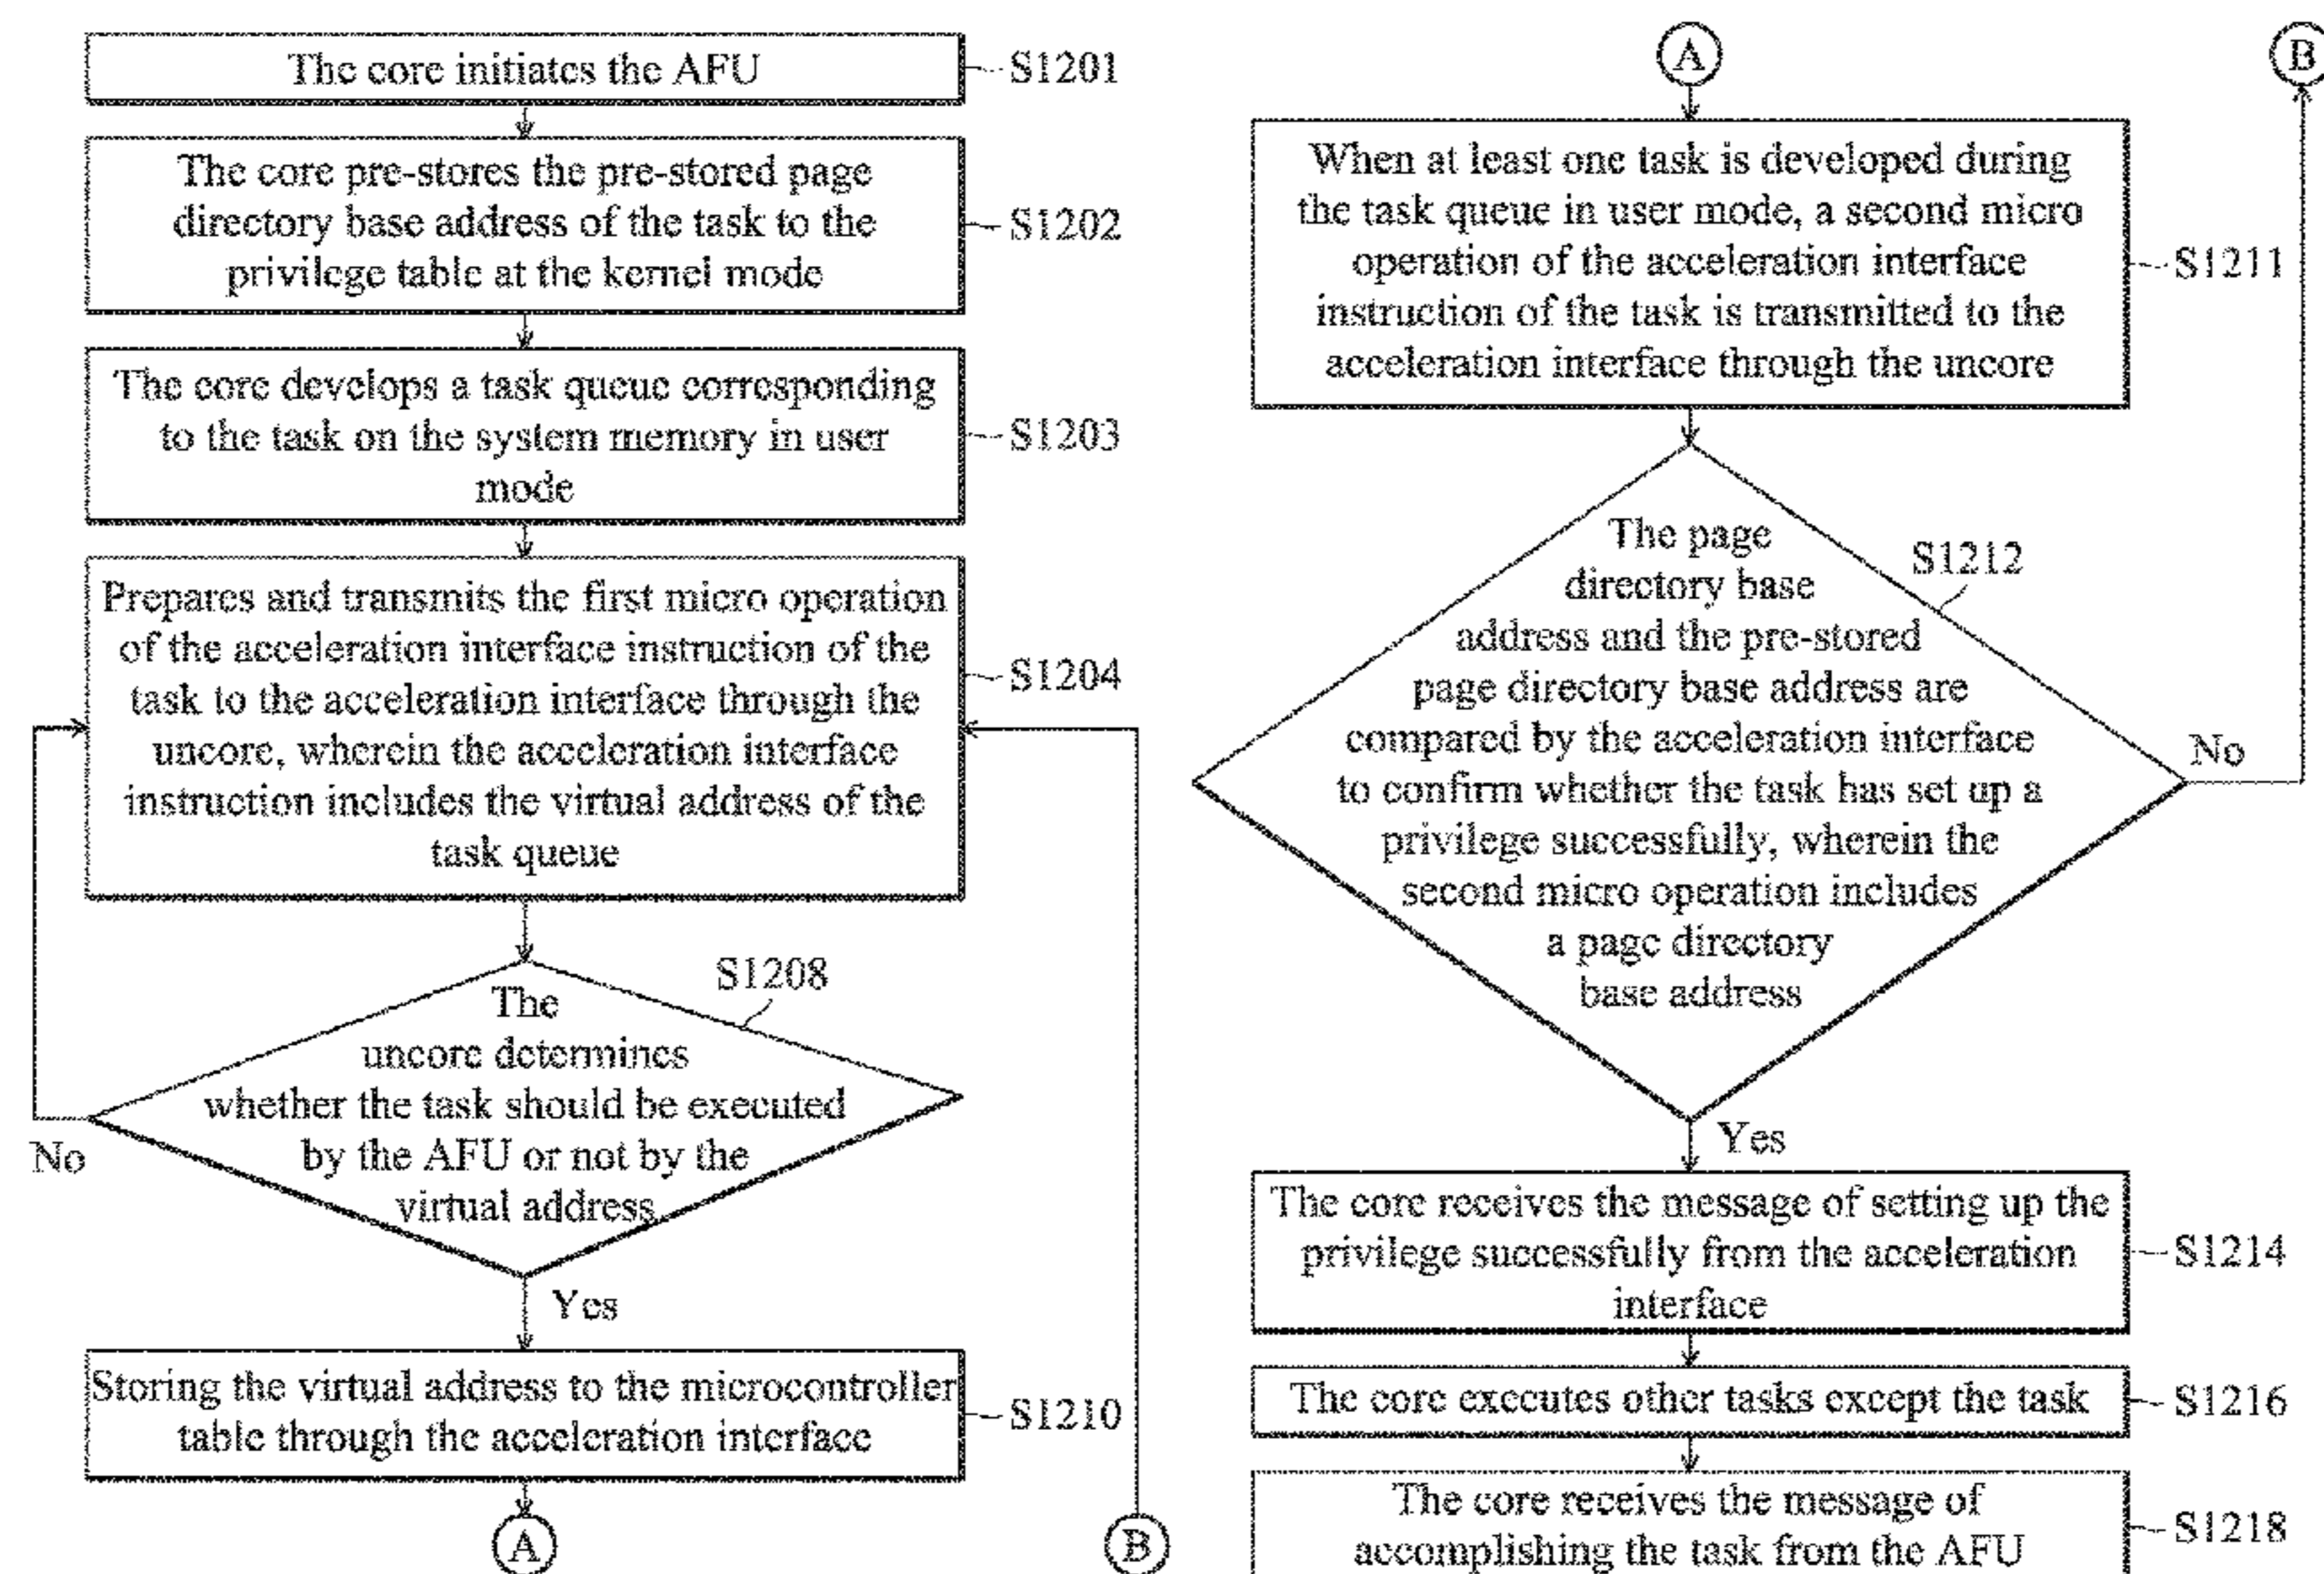 The core initiates the AFU
S1201
The core pre-stores the pre-stored page
directory base address of the task to the
privilege table at the kernel mode
S1202
The core develops a task queue corresponding
to the task on the system memory in user
mode
S1203
Prepares and transmits the first micro operation
of the acceleration interface instruction of the
task to the acceleration interface through the
uncore, wherein the acceleration interface
instruction includes the virtual address of the
task queue
S1204
S1208
The
uncore determines
whether the task should be executed
by the AFU or not by the
virtual address
No
Yes
Storing the virtual address to the microcontroller
table through the acceleration interface
S1210
A
B
A
B
When at least one task is developed during
the task queue in user mode, a second micro
operation of the acceleration interface
instruction of the task is transmitted to the
acceleration interface through the uncore
S1211
The page
directory base
address and the pre-stored
page directory base address are
compared by the acceleration interface
to confirm whether the task has set up a
privilege successfully, wherein the
second micro operation includes
a page directory
base address
S1212
No
Yes
The core receives the message of setting up the
privilege successfully from the acceleration
interface
S1214
The core executes other tasks except the task
S1216
The core receives the message of
accomplishing the task from the AFU
S1218